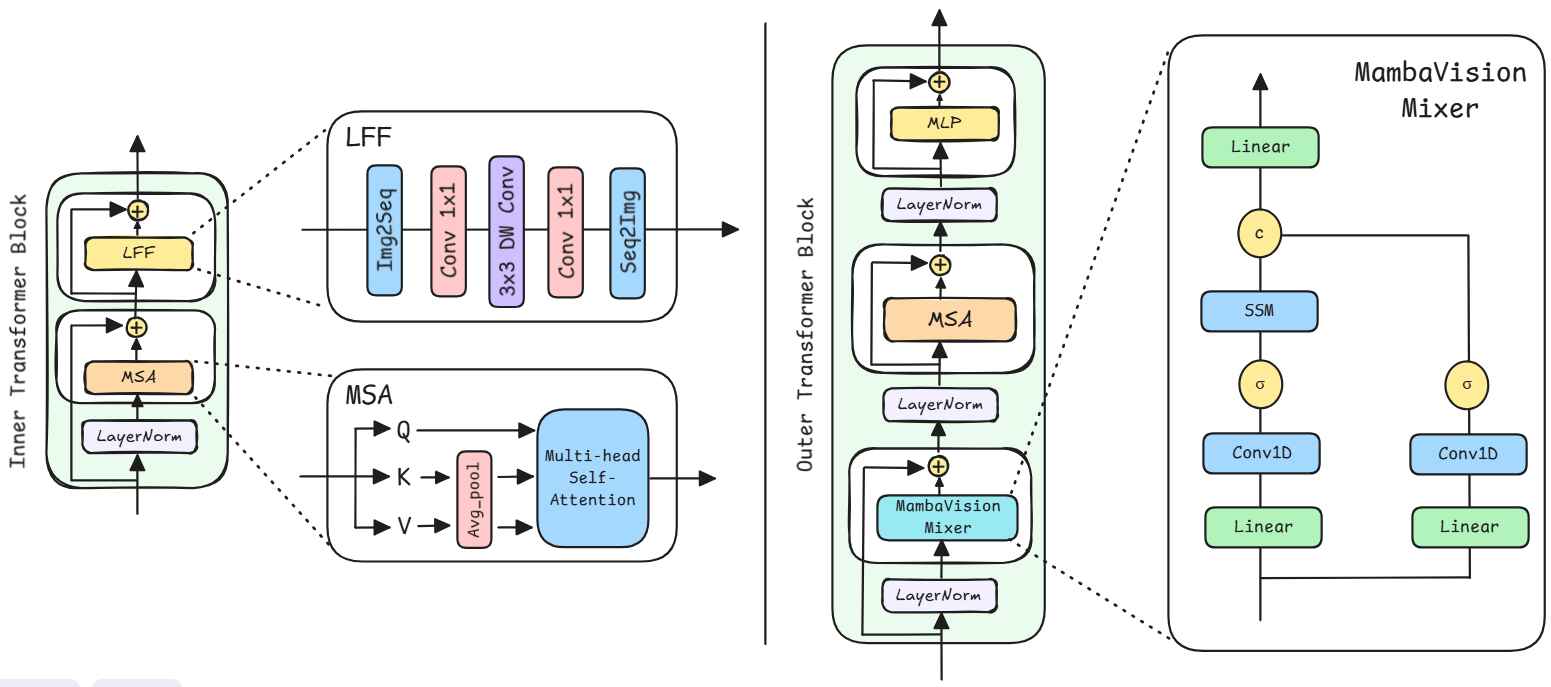 Inner Transformer Block
LFF
MSA
LayerNorm
LFF
Img2Seq
Conv 1x1
3x3 DW Conv
Conv 1x1
Seq2Img
MSA
Q
K
V
Avg_pool
Multi-head
Self-
Attention
Outer Transformer Block
MLP
LayerNorm
MSA
LayerNorm
MambaVision
Mixer
LayerNorm
MambaVision
Mixer
Linear
c
SSM
σ
σ
Conv1D
Conv1D
Linear
Linear